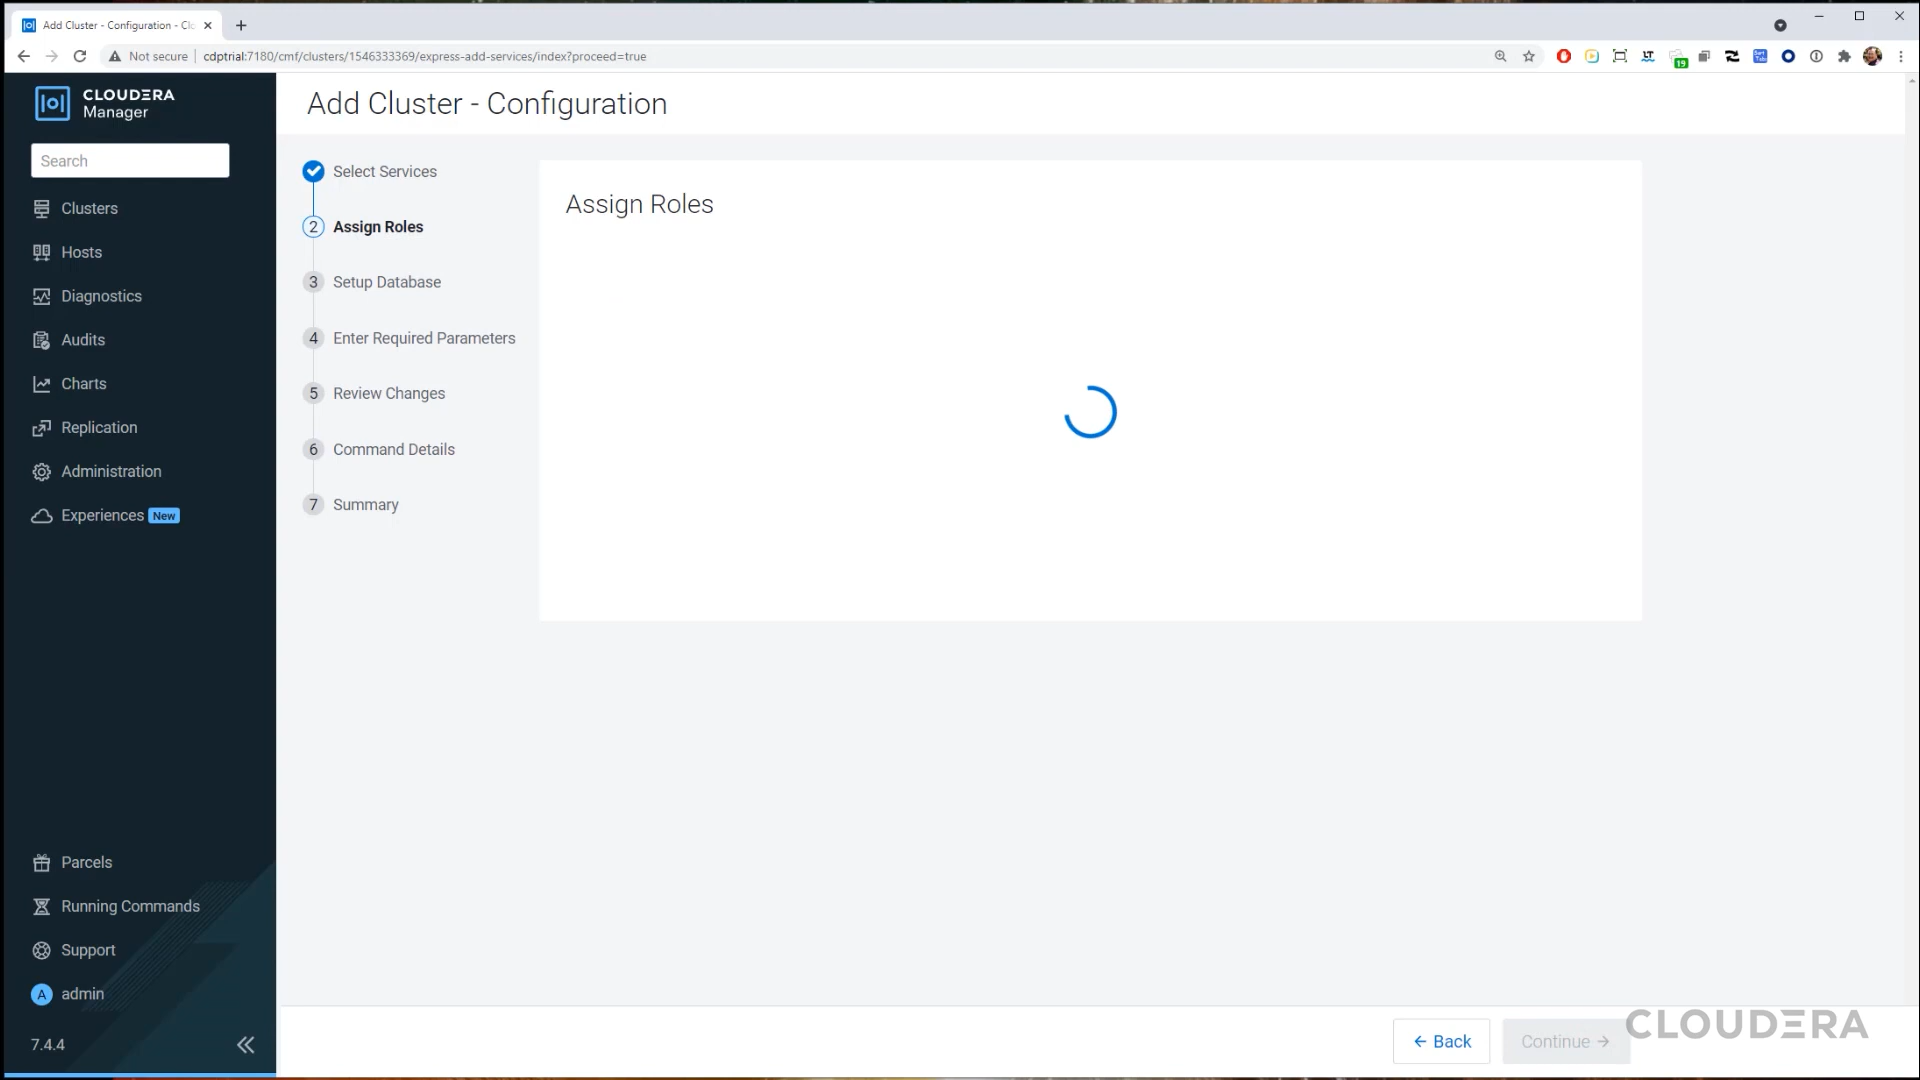 Add Cluster - Configuration - Clo
Not secure
cdptrial:7180/cmf/clusters/1546333369/express-add-services/index?proceed=true
19
CLOUDERA
Manager
Search
Clusters
Hosts
Diagnostics
Audits
Charts
Replication
Administration
Experiences New
Parcels
Running Commands
Support
A admin
7.4.4
Add Cluster - Configuration
Select Services
2 Assign Roles
3 Setup Database
4 Enter Required Parameters
5 Review Changes
6 Command Details
7 Summary
Assign Roles
Back
Continue
CLOUDERA